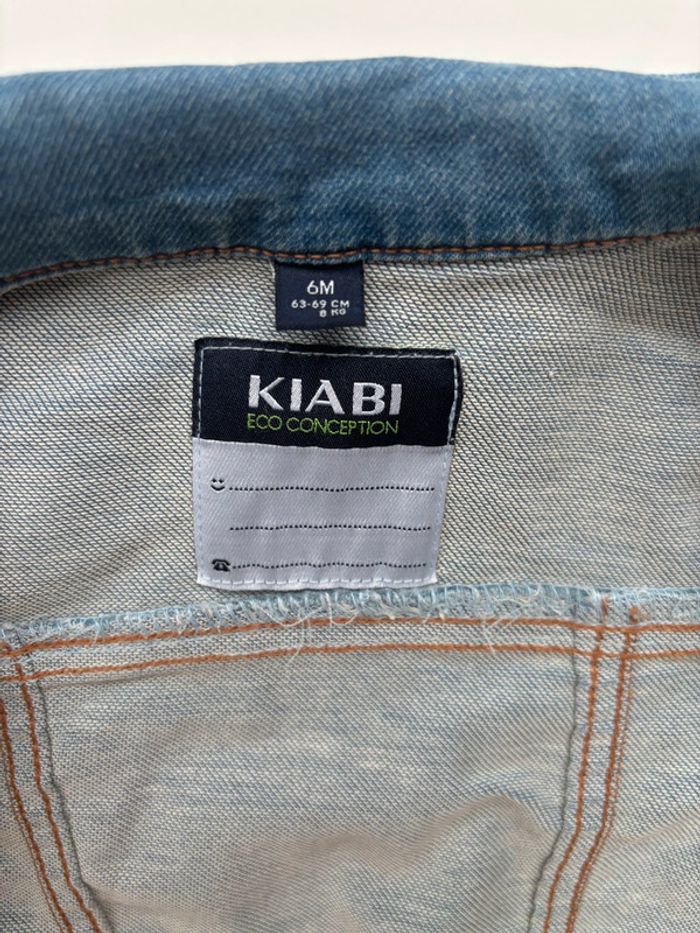 6M
63-69 CM
8 KG
KIABI
ECO CONCEPTION